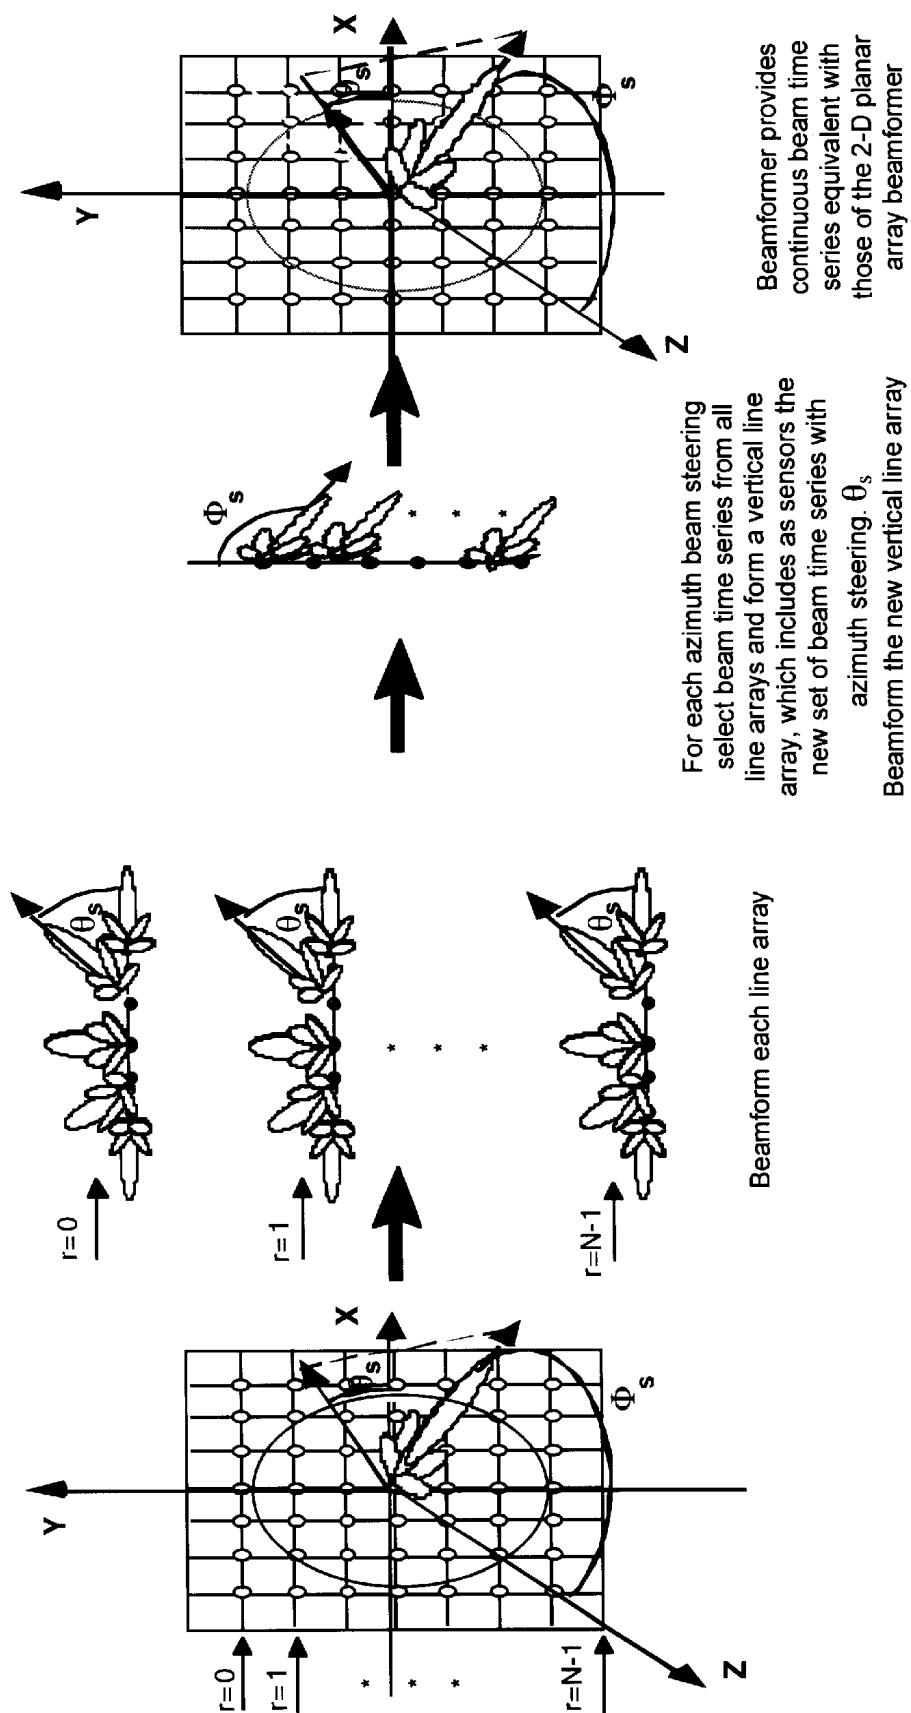 Y
X
Z
θs
Φs
r=0
r=1
*
*
*
r=N-1
r=0
θs
r=1
θs
*
*
*
r=N-1
θs
Beamform each line array
Φs
*
*
*
For each azimuth beam steering
select beam time series from all
line arrays and form a vertical line
array, which includes as sensors the
new set of beam time series with
azimuth steering. θs
Beamform the new vertical line array
Y
X
Z
θs
Φs
Beamformer provides
continuous beam time
series equivalent with
those of the 2-D planar
array beamformer